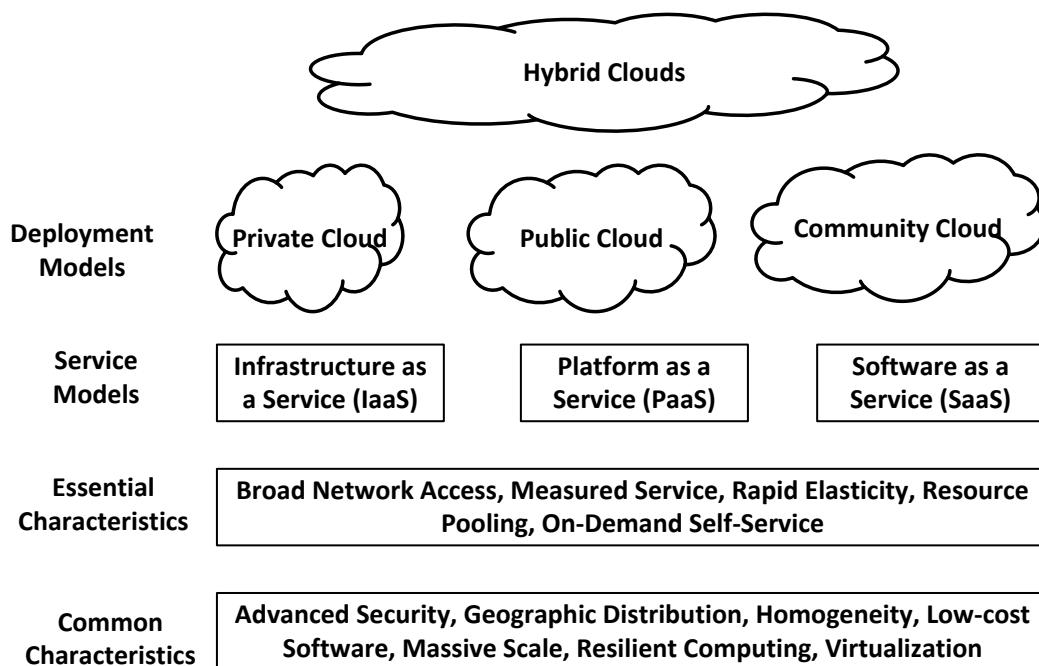 Hybrid Clouds
Deployment
Models
Private Cloud
Public Cloud
Community Cloud
Service
Models
Infrastructure as
a Service (IaaS)
Platform as a
Service (PaaS)
Software as a
Service (SaaS)
Essential
Characteristics
Broad Network Access, Measured Service, Rapid Elasticity, Resource
Pooling, On-Demand Self-Service
Common
Characteristics
Advanced Security, Geographic Distribution, Homogeneity, Low-cost
Software, Massive Scale, Resilient Computing, Virtualization